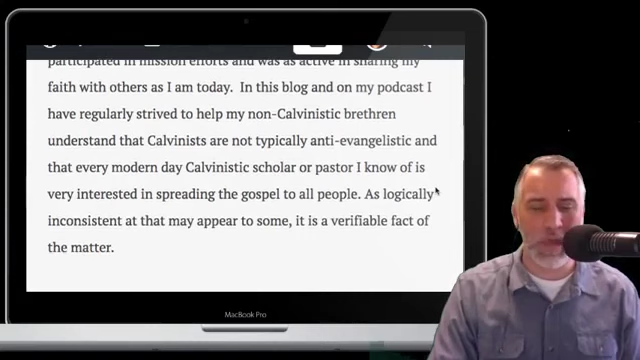 participated in mission efforts and was as active in sharing my
faith with others as I am today. In this blog and on my podcast I
have regularly strived to help my non-Calvinistic brethren
understand that Calvinists are not typically anti-evangelistic and
that every modern day Calvinistic scholar or pastor I know of is
very interested in spreading the gospel to all people. As logically
inconsistent at that may appear to some, it is a verifiable fact of
the matter.
MacBook Pro